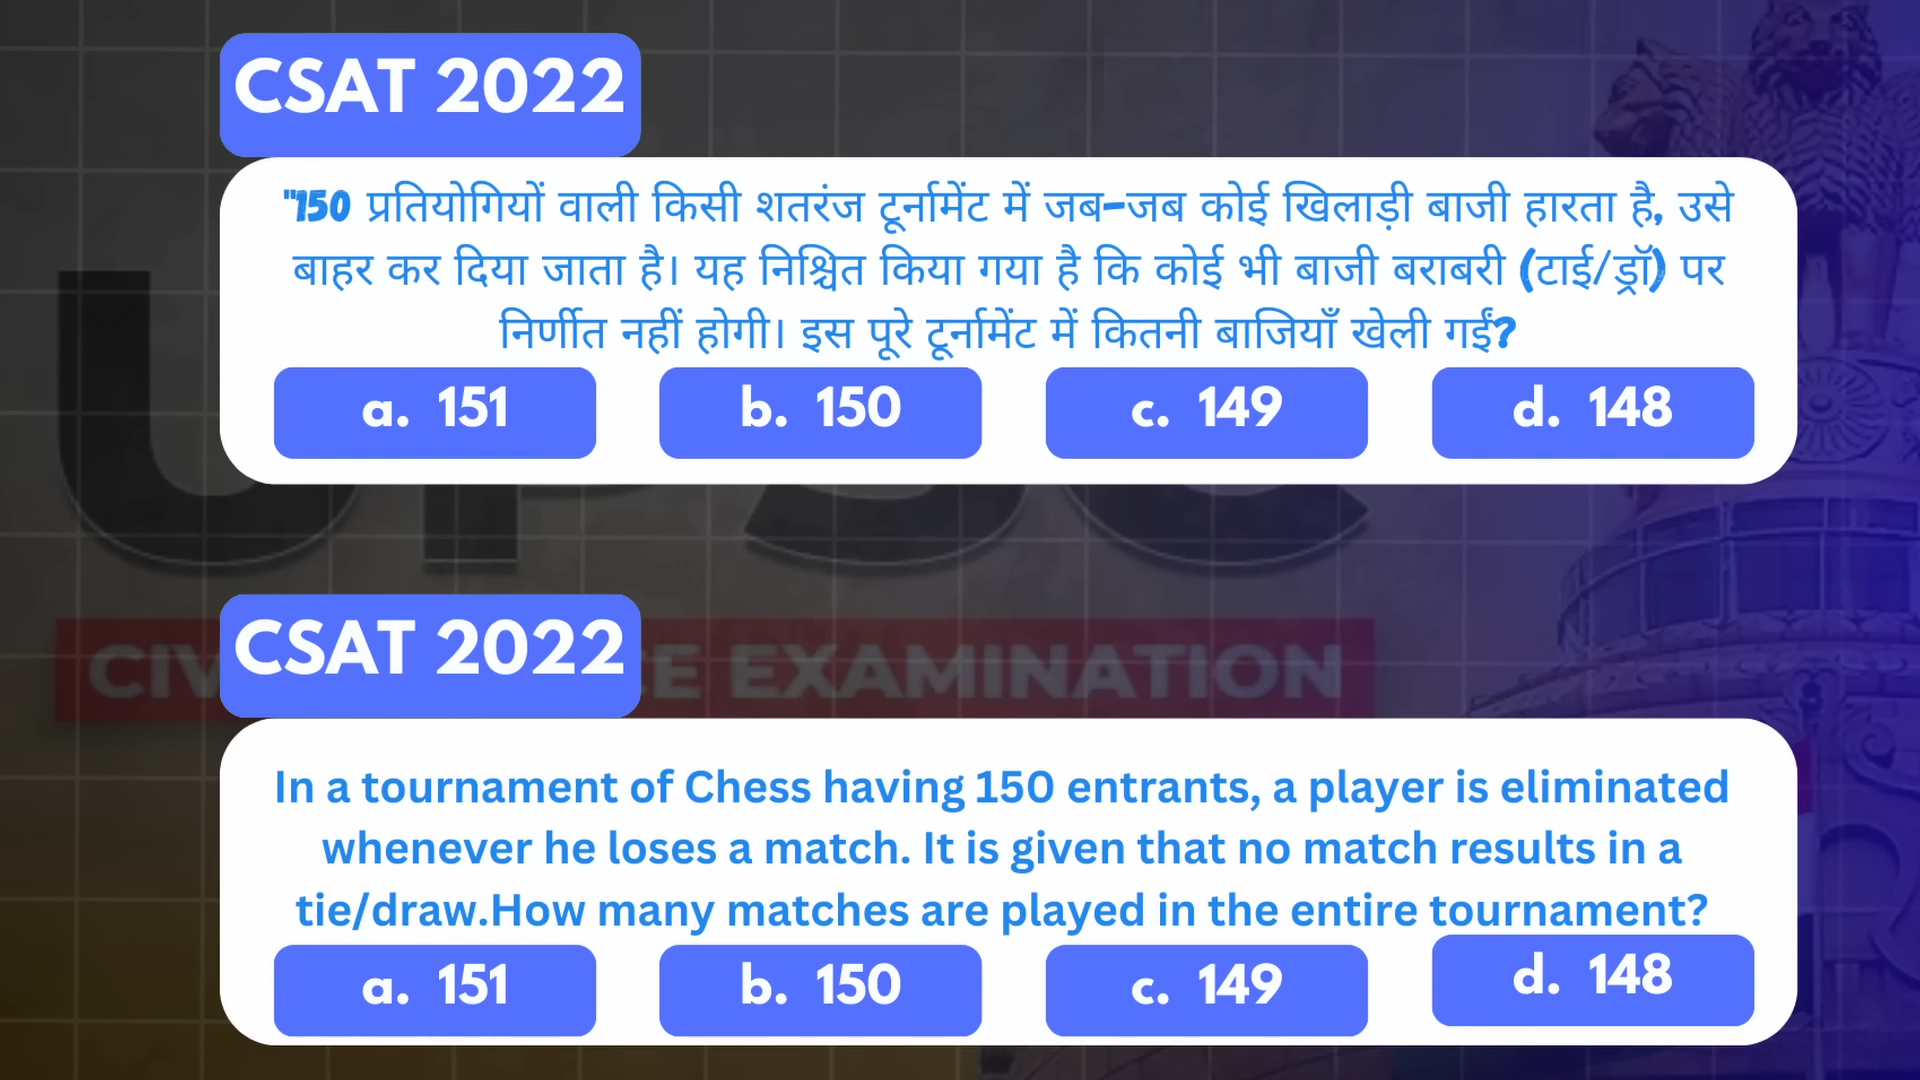 CSAT 2022
"150 प्रतियोगियों वाली किसी शतरंज टूर्नामेंट में जब-जब कोई खिलाड़ी बाजी हारता है, उसे
बाहर कर दिया जाता है। यह निश्चित किया गया है कि कोई भी बाजी बराबरी (टाई/ड्रॉ) पर
निर्णीत नहीं होगी। इस पूरे टूर्नामेंट में कितनी बाजियाँ खेली गईं?
a. 151 b. 150 c. 149 d. 148
UPSC
CSAT 2022
EXAMINATION
In a tournament of Chess having 150 entrants, a player is eliminated
whenever he loses a match. It is given that no match results in a
tie/draw.How many matches are played in the entire tournament?
a. 151 b. 150 c. 149 d. 148